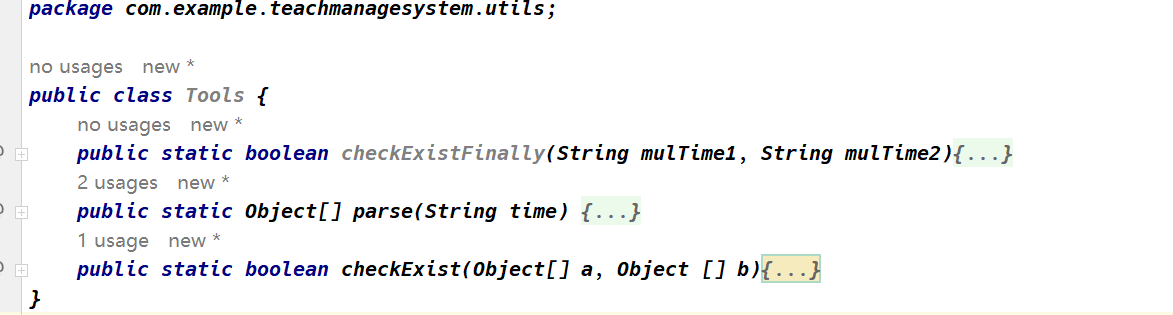 package com.example.teachmanagesystem.utils;
no usages new *
public class Tools {
no usages new *
public static boolean checkExistFinally(String mulTime1, String mulTime2){...}
2 usages new *
public static Object[] parse(String time) {...}
1 usage new *
public static boolean checkExist(Object[] a, Object [] b){...}
}